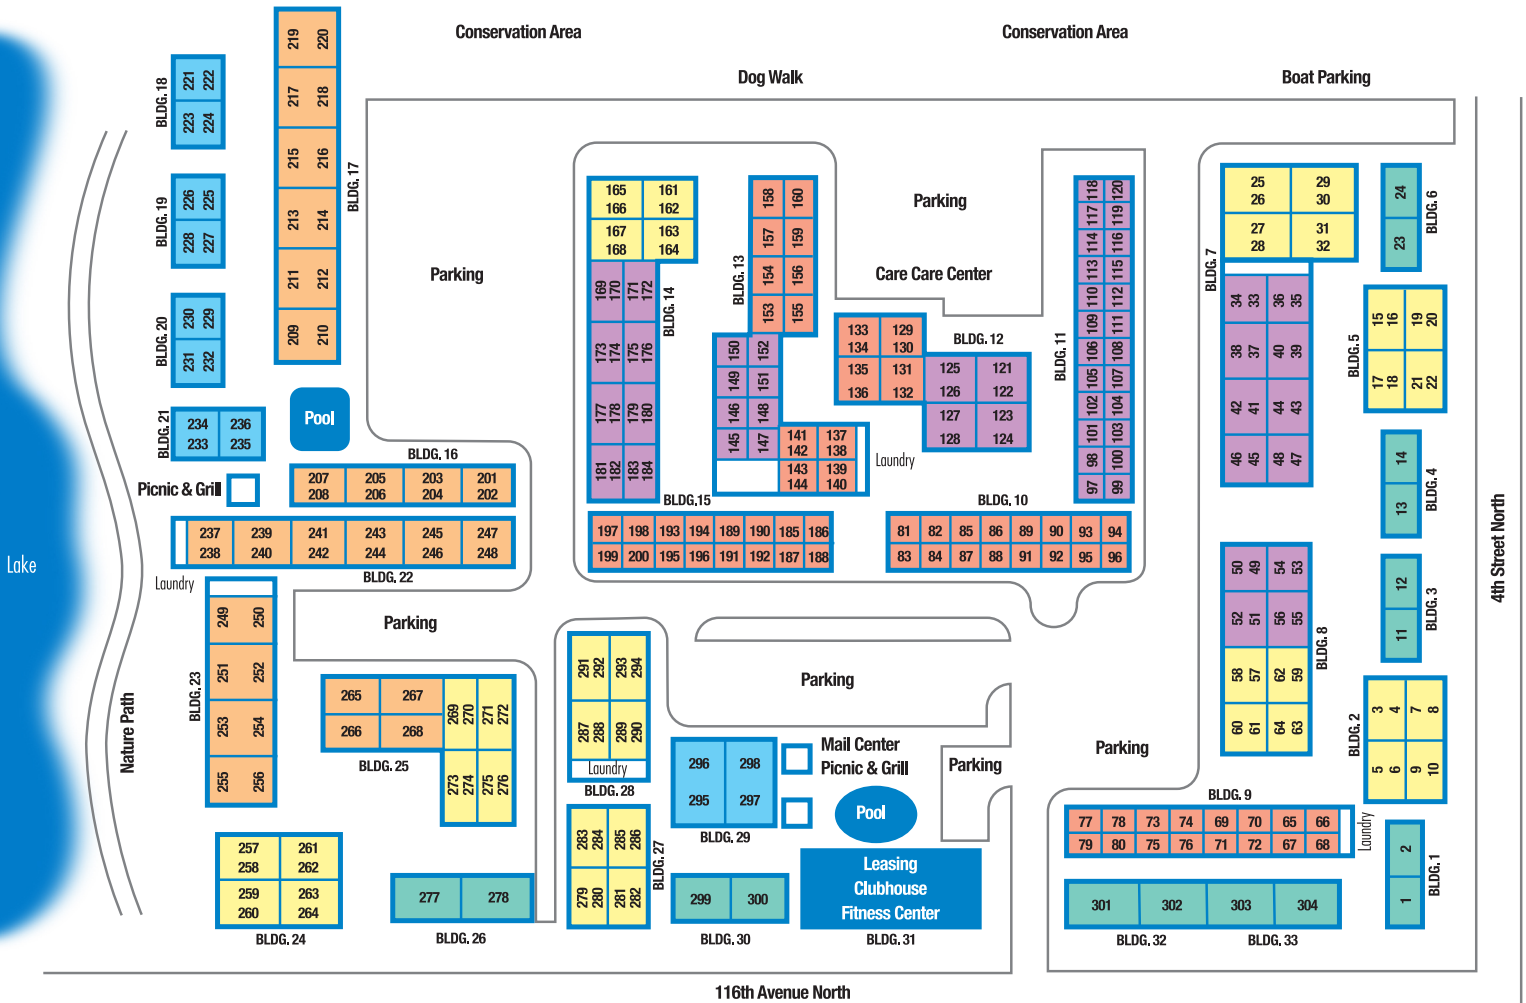 Conservation Area
Conservation Area
Dog Walk
Boat Parking
BLDG. 18
221 222
223 224
219 220
217 218
215 216
213 214
211 212
209 210
BLDG. 17
BLDG. 19
226 225
228 227
BLDG. 20
230 229
231 232
BLDG. 21
234 236
233 235
Pool
Parking
Picnic & Grill
BLDG. 16
207 205 203 201
208 206 204 202
237 239 241 243 245 247
238 240 242 244 246 248
BLDG. 22
Laundry
Lake
Nature Path
BLDG. 23
249 250
251 252
253 254
255 256
Parking
265 267
266 268
269 270 271 272
273 274 275 276
BLDG. 25
257 261
258 262
259 263
260 264
BLDG. 24
277 278
BLDG. 26
165 161
166 162
167 163
168 164
169 170 171 172
173 174 175 176
177 178 179 180
181 182 183 184
BLDG. 14
BLDG. 13
158 160
157 159
154 156
153 155
150 152
149 151
146 148
145 147
141 137
142 138
143 139
144 140
Laundry
Parking
Care Care Center
133 129
134 130
135 131
136 132
BLDG. 12
125 121
126 122
127 123
128 124
BLDG. 11
118 120
117 119
114 116
113 115
110 112
109 111
106 108
105 107
102 104
101 103
98 100
97 99
BLDG.15
197 198 193 194 189 190 185 186
199 200 195 196 191 192 187 188
BLDG. 10
81 82 85 86 89 90 93 94
83 84 87 88 91 92 95 96
BLDG. 7
25 29
26 30
27 31
28 32
34 33 36 35
38 37 40 39
42 41 44 43
46 45 48 47
24
23
BLDG. 6
BLDG. 5
15 16 19 20
17 18 21 22
14
13
BLDG. 4
12
11
BLDG. 3
50 49 54 53
52 51 56 55
58 57 62 59
60 61 64 63
BLDG. 8
BLDG. 2
3 4 7 8
5 6 9 10
4th Street North
291 292 293 294
287 288 289 290
Laundry
BLDG. 28
283 284 285 286
279 280 281 282
BLDG. 27
Parking
296 298
295 297
BLDG. 29
Mail Center
Picnic & Grill
Pool
Parking
Parking
299 300
BLDG. 30
Leasing
Clubhouse
Fitness Center
BLDG. 31
BLDG. 9
77 78 73 74 69 70 65 66
79 80 75 76 71 72 67 68
Laundry
2
1
BLDG. 1
301 302 303 304
BLDG. 32
BLDG. 33
116th Avenue North